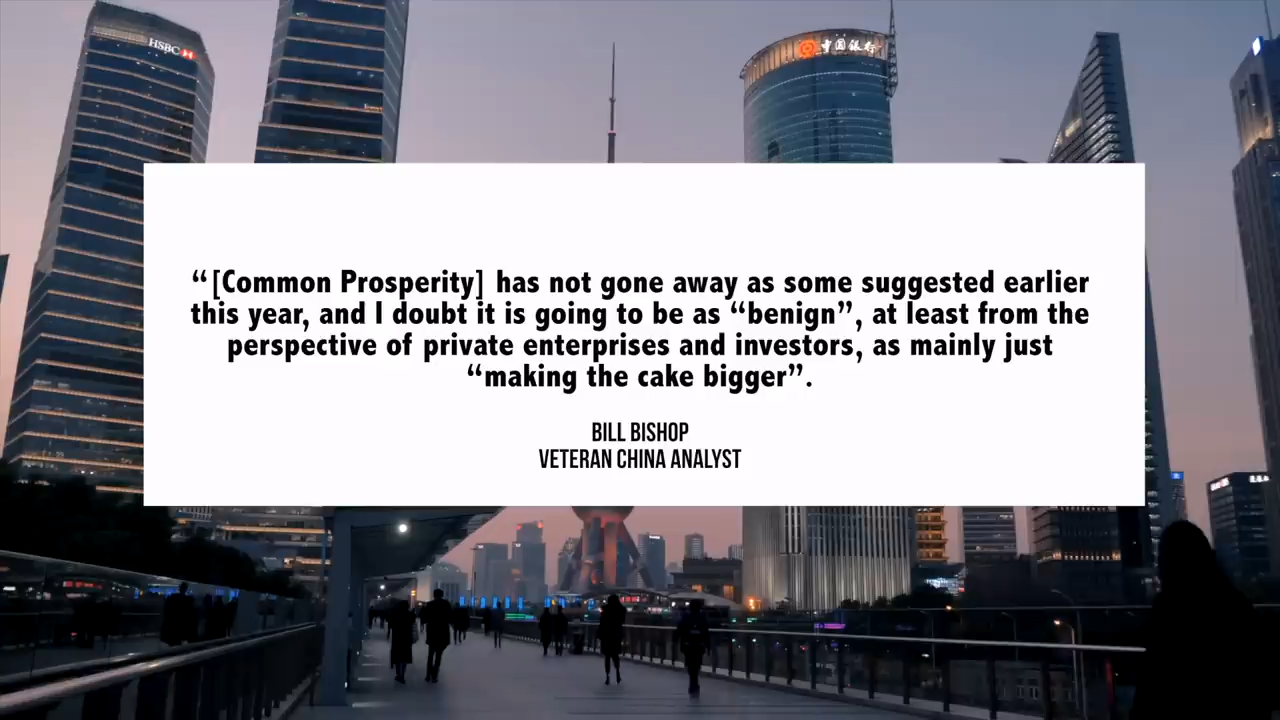 HSBC
中国银行
“[Common Prosperity] has not gone away as some suggested earlier
this year, and I doubt it is going to be as “benign”, at least from the
perspective of private enterprises and investors, as mainly just
“making the cake bigger”.
BILL BISHOP
VETERAN CHINA ANALYST